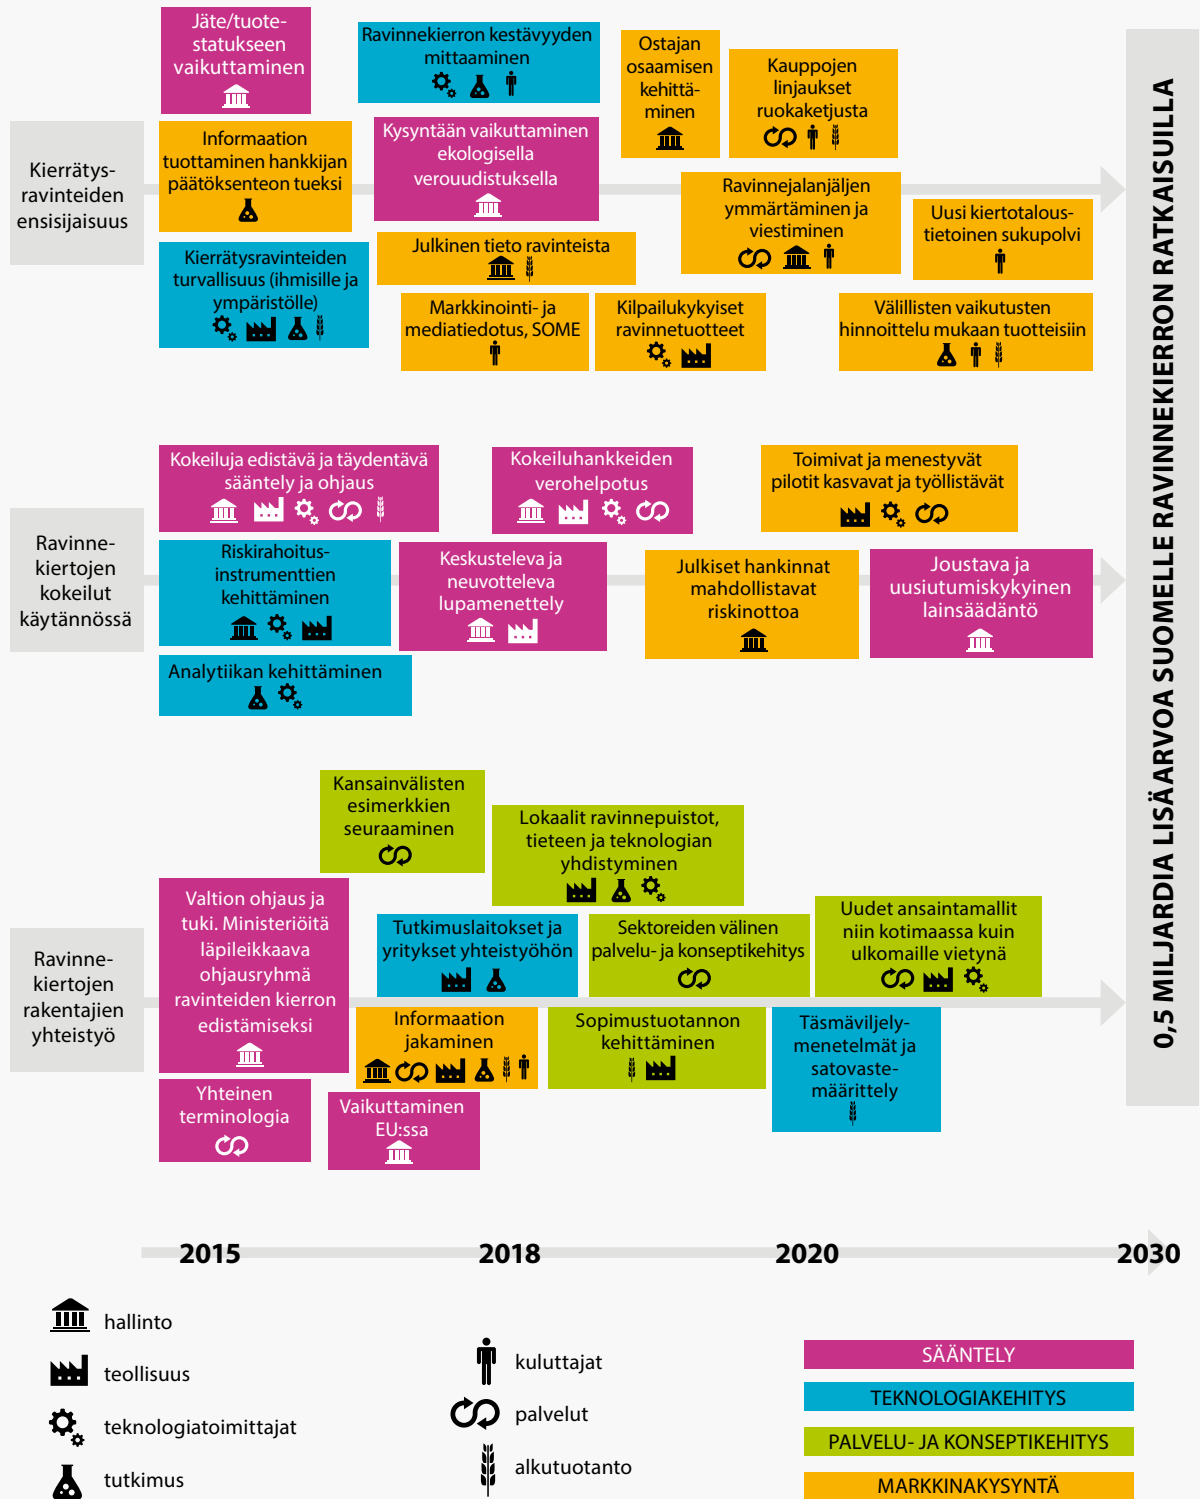 Jäte/tuote-
statukseen
vaikuttaminen
Ravinnekierron kestävyyden
mittaaminen
Ostajan
osaamisen
kehittä-
minen
Kauppojen
linjaukset
ruokaketjusta
Kierrätys-
ravinteiden
ensisijaisuus
Informaation
tuottaminen hankkijan
päätöksenteon tueksi
Kysyntään vaikuttaminen
ekologisella
verouudistuksella
Ravinnejalanjäljen
ymmärtäminen ja
viestiminen
Uusi kiertotalous-
tietoinen sukupolvi
Kierrätysravinteiden
turvallisuus (ihmisille ja
ympäristölle)
Julkinen tieto ravinteista
Markkinointi- ja
mediatiedotus, SOME
Kilpailukykyiset
ravinnetuotteet
Välillisten vaikutusten
hinnoittelu mukaan tuotteisiin
Ravinne-
kiertojen
kokeilut
käytännössä
Kokeiluja edistävä ja täydentävä
sääntely ja ohjaus
Kokeiluhankkeiden
verohelpotus
Toimivat ja menestyvät
pilotit kasvavat ja työllistävät
Riskirahoitus-
instrumenttien
kehittäminen
Keskusteleva ja
neuvotteleva
lupamenettely
Julkiset hankinnat
mahdollistavat
riskinottoa
Joustava ja
uusiutumiskykyinen
lainsäädäntö
Analytiikan kehittäminen
Ravinne-
kiertojen
rakentajien
yhteistyö
Kansainvälisten
esimerkkien
seuraaminen
Lokaalit ravinnepuistot,
tieteen ja teknologian
yhdistyminen
Valtion ohjaus ja
tuki. Ministeriöitä
läpileikkaava
ohjausryhmä
ravinteiden kierron
edistämiseksi
Tutkimuslaitokset ja
yritykset yhteistyöhön
Sektoreiden välinen
palvelu- ja konseptikehitys
Uudet ansaintamallit
niin kotimaassa kuin
ulkomaille vietynä
Informaation
jakaminen
Sopimustuotannon
kehittäminen
Täsmäviljely-
menetelmät ja
satovaste-
määrittely
Yhteinen
terminologia
Vaikuttaminen
EU:ssa
0,5 MILJARDIA LISÄARVOA SUOMELLE RAVINNEKIERRON RATKAISUILLA
2015
2018
2020
2030
hallinto
teollisuus
teknologiatoimittajat
tutkimus
kuluttajat
palvelut
alkutuotanto
SÄÄNTELY
TEKNOLOGIAKEHITYS
PALVELU- JA KONSEPTIKEHITYS
MARKKINAKYSYNTÄ